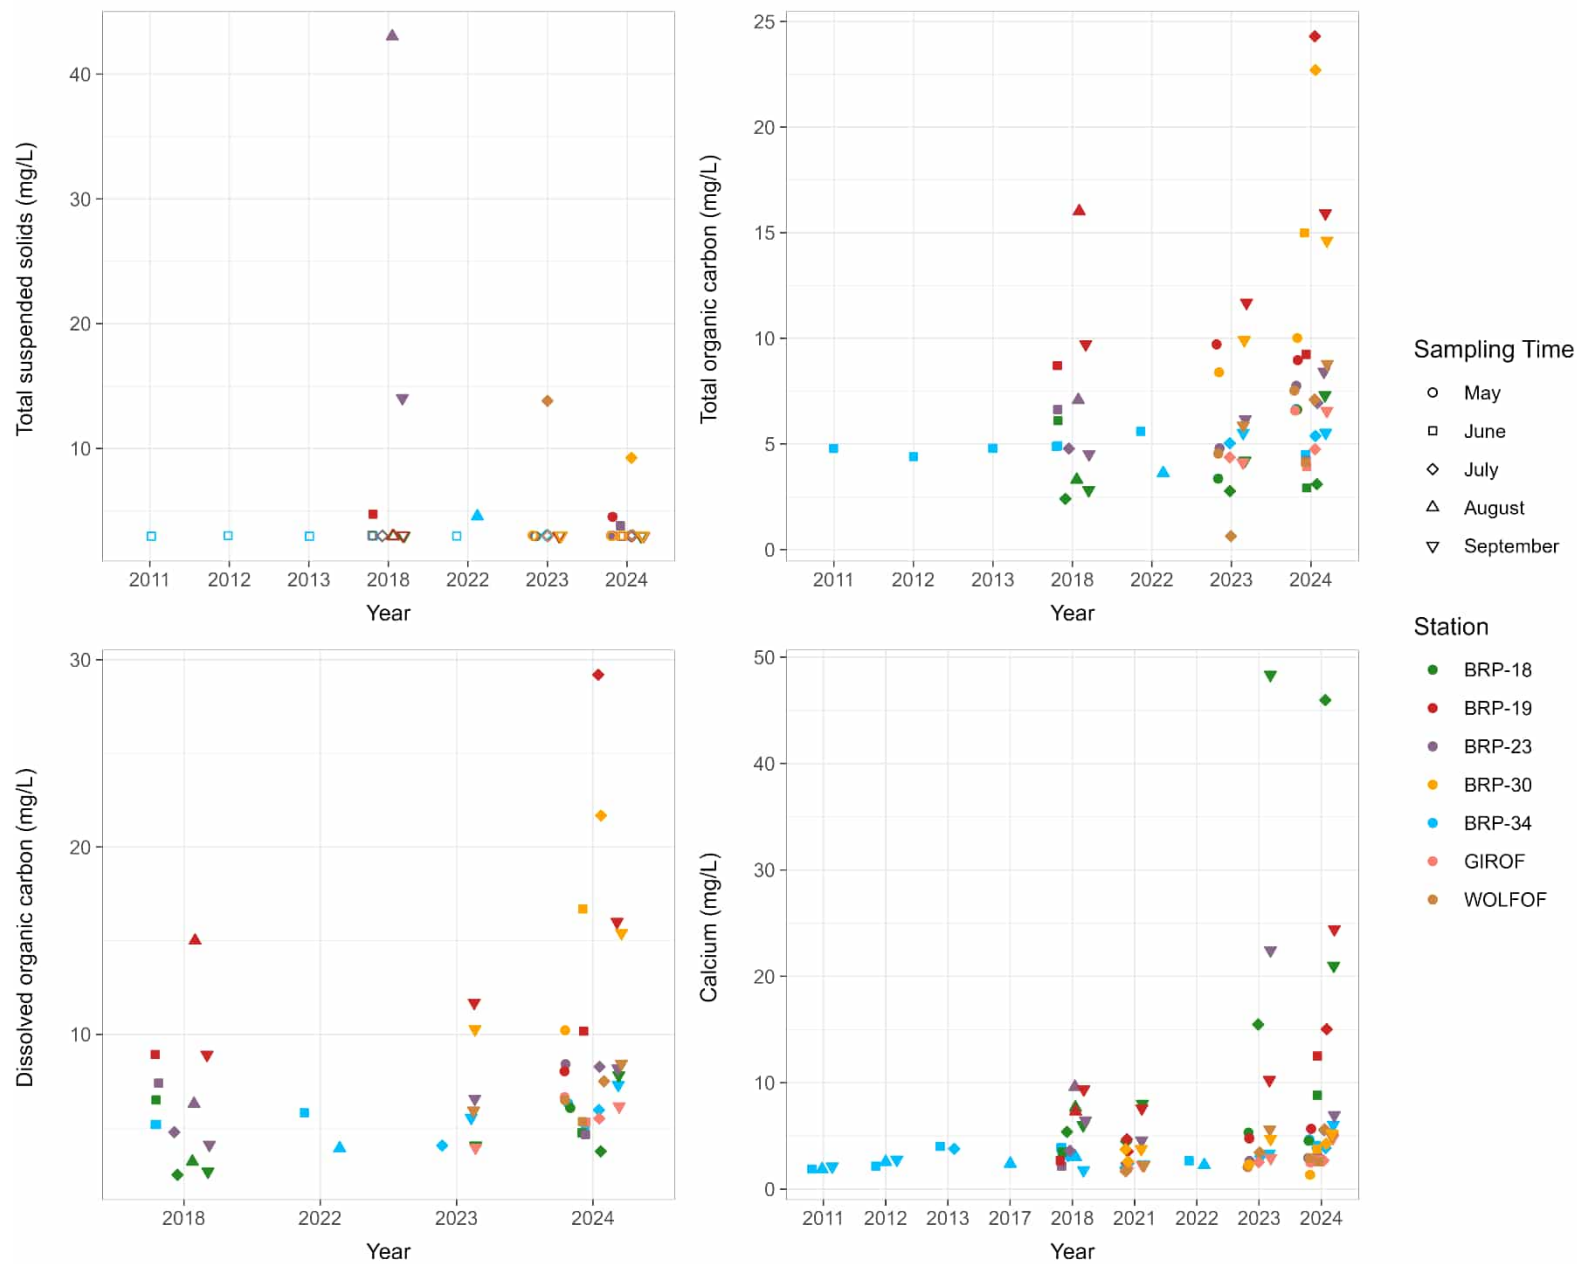 Total suspended solids (mg/L)
40
30
20
10
2011 2012 2013 2018 2022 2023 2024
Year
Total organic carbon (mg/L)
25
20
15
10
5
0
2011 2012 2013 2018 2022 2023 2024
Year
Dissolved organic carbon (mg/L)
30
20
10
2018 2022 2023 2024
Year
Calcium (mg/L)
50
40
30
20
10
0
2011 2012 2013 2017 2018 2021 2022 2023 2024
Year
Sampling Time
May
June
July
August
September
Station
BRP-18
BRP-19
BRP-23
BRP-30
BRP-34
GIROF
WOLFOF